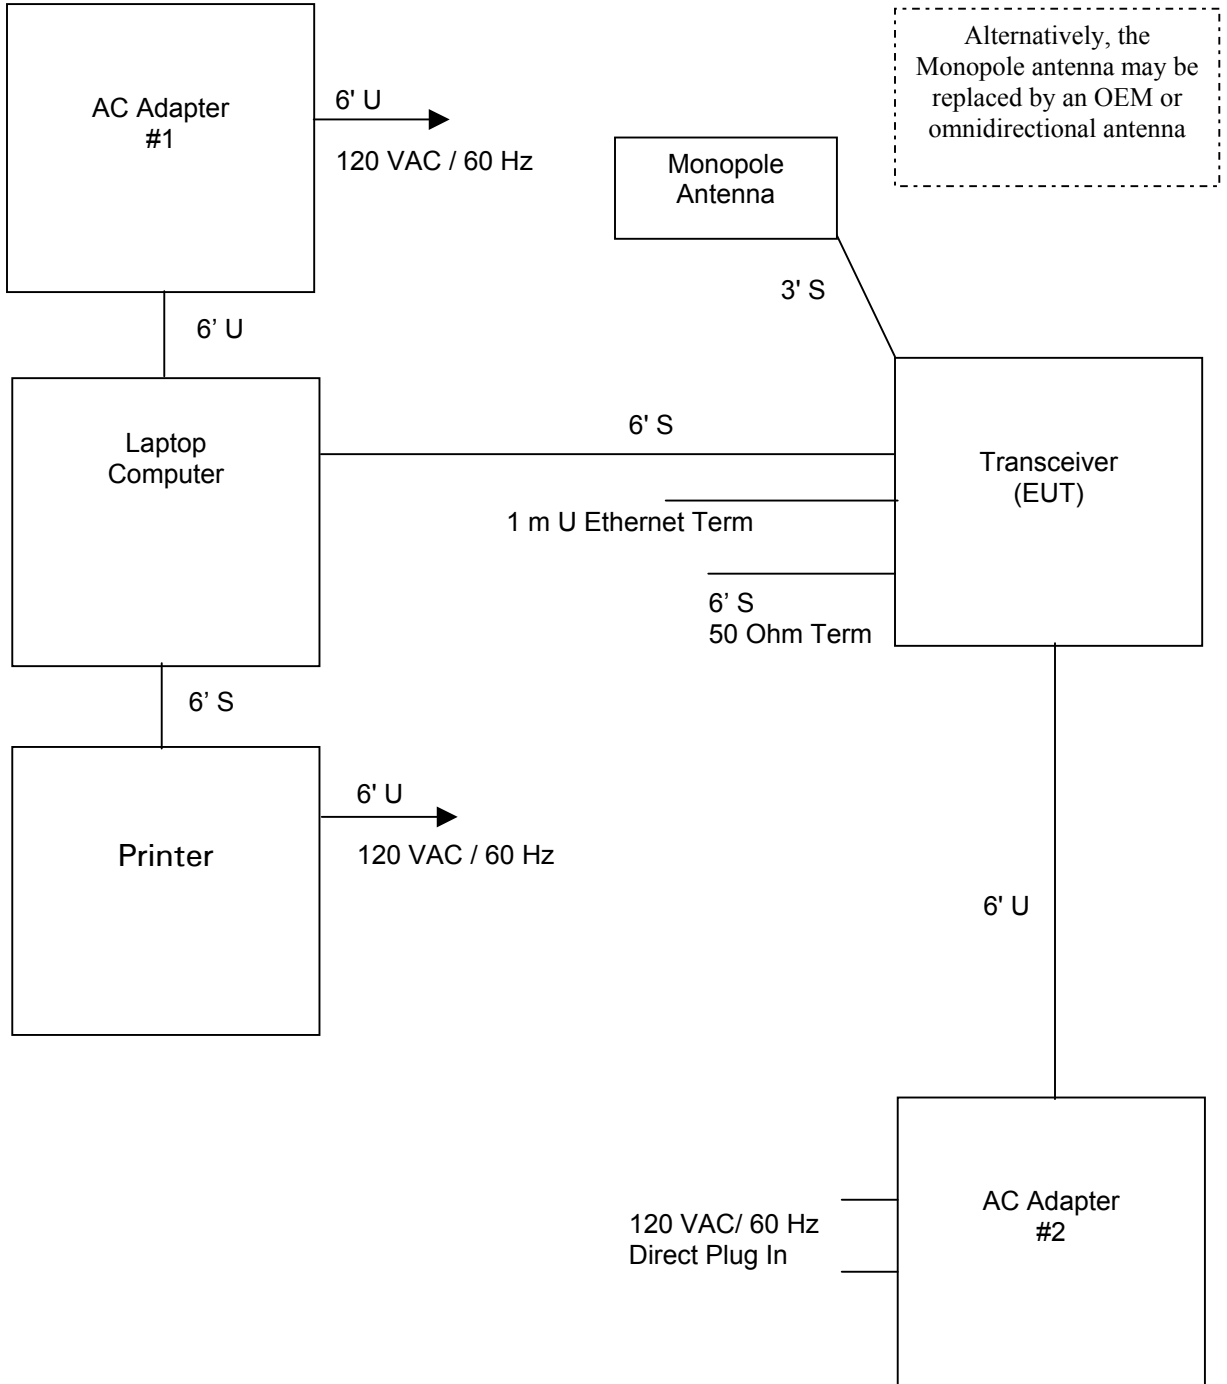 AC Adapter
#1
6' U
120 VAC / 60 Hz
Alternatively, the
Monopole antenna may be
replaced by an OEM or
omnidirectional antenna
Monopole
Antenna
3' S
6’ U
Laptop
Computer
6' S
Transceiver
(EUT)
1 m U Ethernet Term
6’ S
50 Ohm Term
6’ S
Printer
6' U
120 VAC / 60 Hz
6' U
AC Adapter
#2
120 VAC/ 60 Hz
Direct Plug In